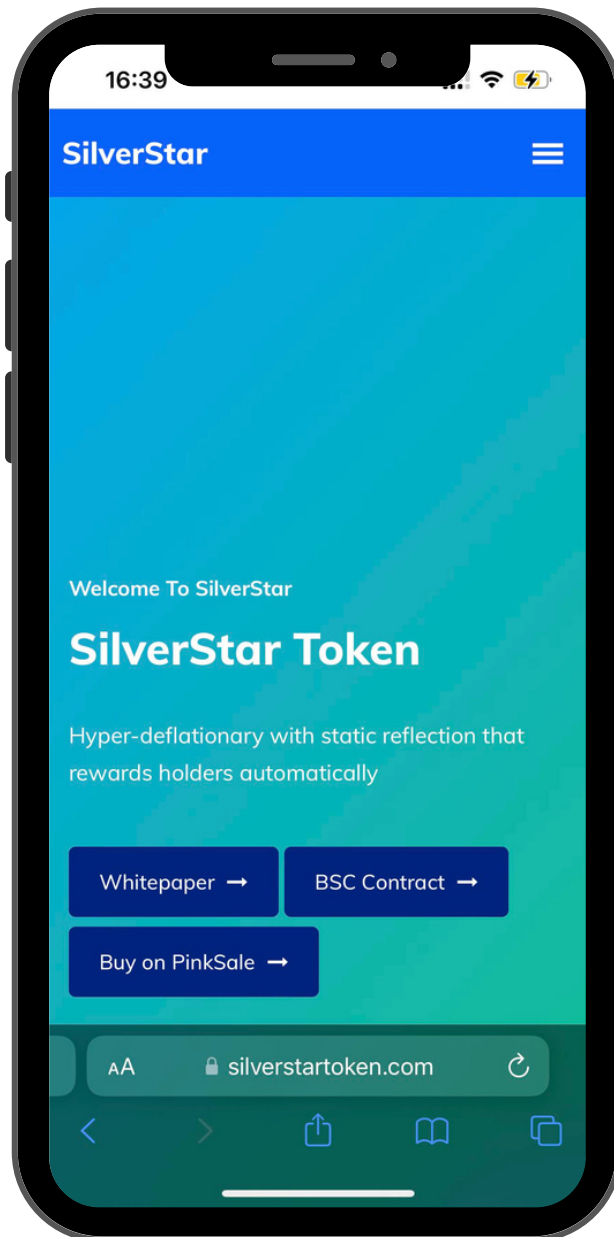 16:39
SilverStar
Welcome To SilverStar
SilverStar Token
Hyper-deflationary with static reflection that
rewards holders automatically
Whitepaper →
BSC Contract →
Buy on PinkSale →
AA
silverstartoken.com